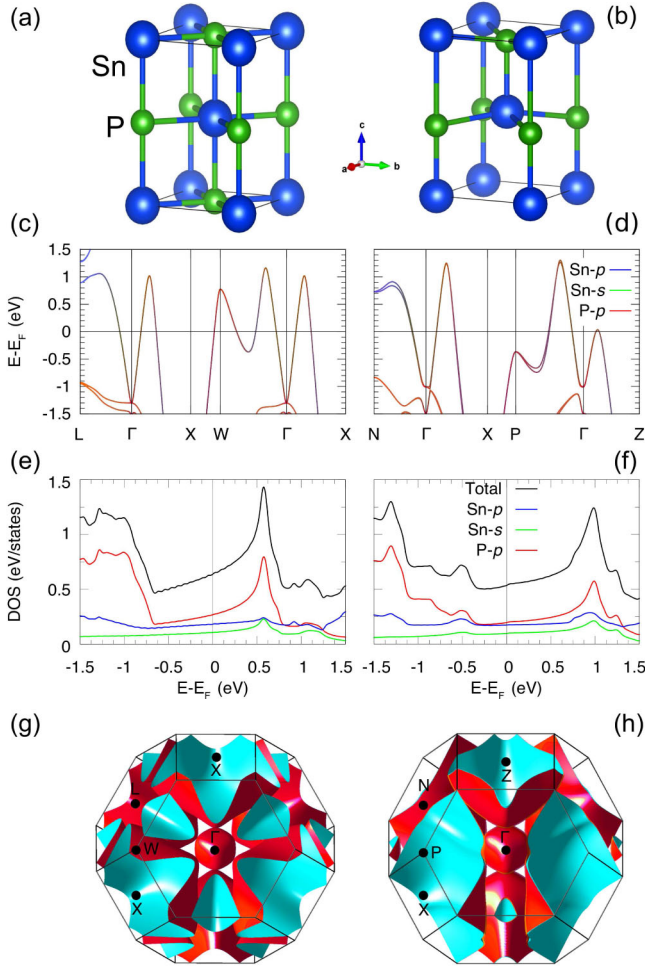 (a)
(b)
Sn
P
c
a
b
(c)
(d)
1.5
1
0.5
0
-0.5
-1
-1.5
E-E_F (eV)
Sn-p
Sn-s
P-p
L Γ X W Γ X
N Γ X P Γ Z
(e)
(f)
1.5
1
0.5
0
DOS (eV/states)
Total
Sn-p
Sn-s
P-p
-1.5 -1 -0.5 0 0.5 1 1.5
-1.5 -1 -0.5 0 0.5 1 1.5
E-E_F (eV)
E-E_F (eV)
(g)
(h)
X
L
Γ
W
X
Z
N
Γ
P
X